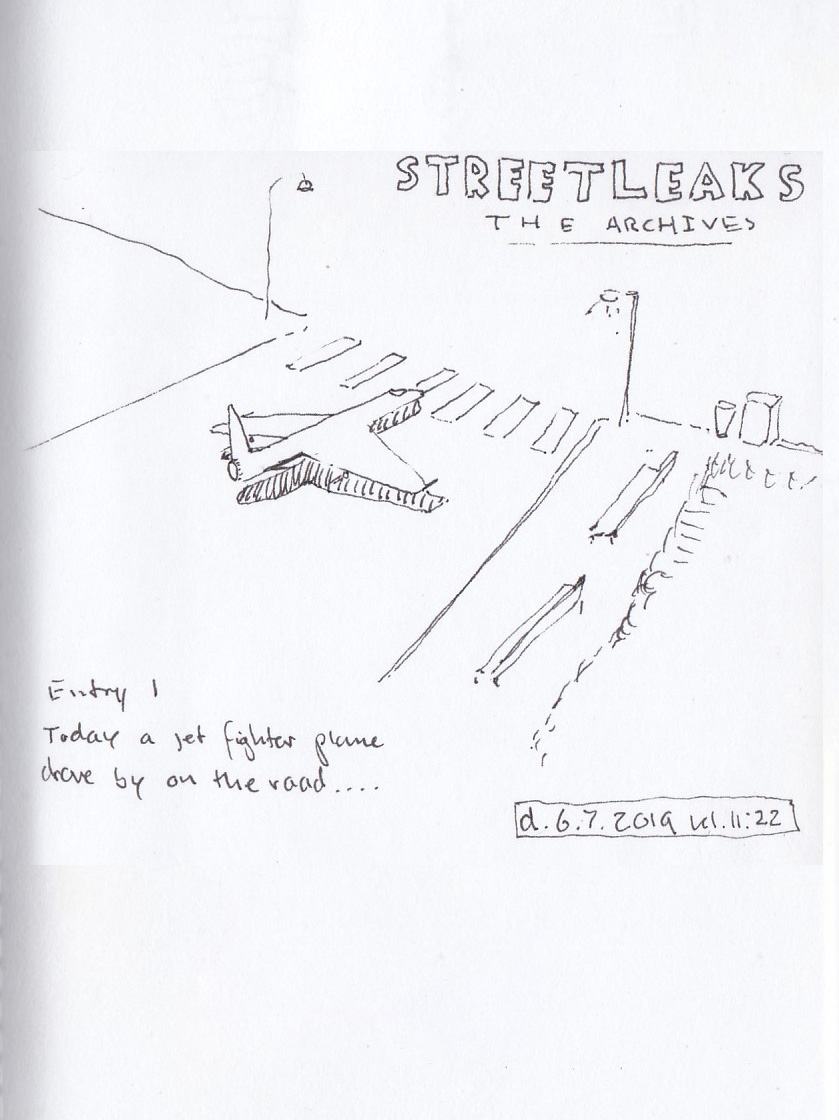 STREETLEAKS
THE ARCHIVES
Entry 1
Today a jet fighter plane
drove by on the road....
d. 6.7.2019 kl. 11:22